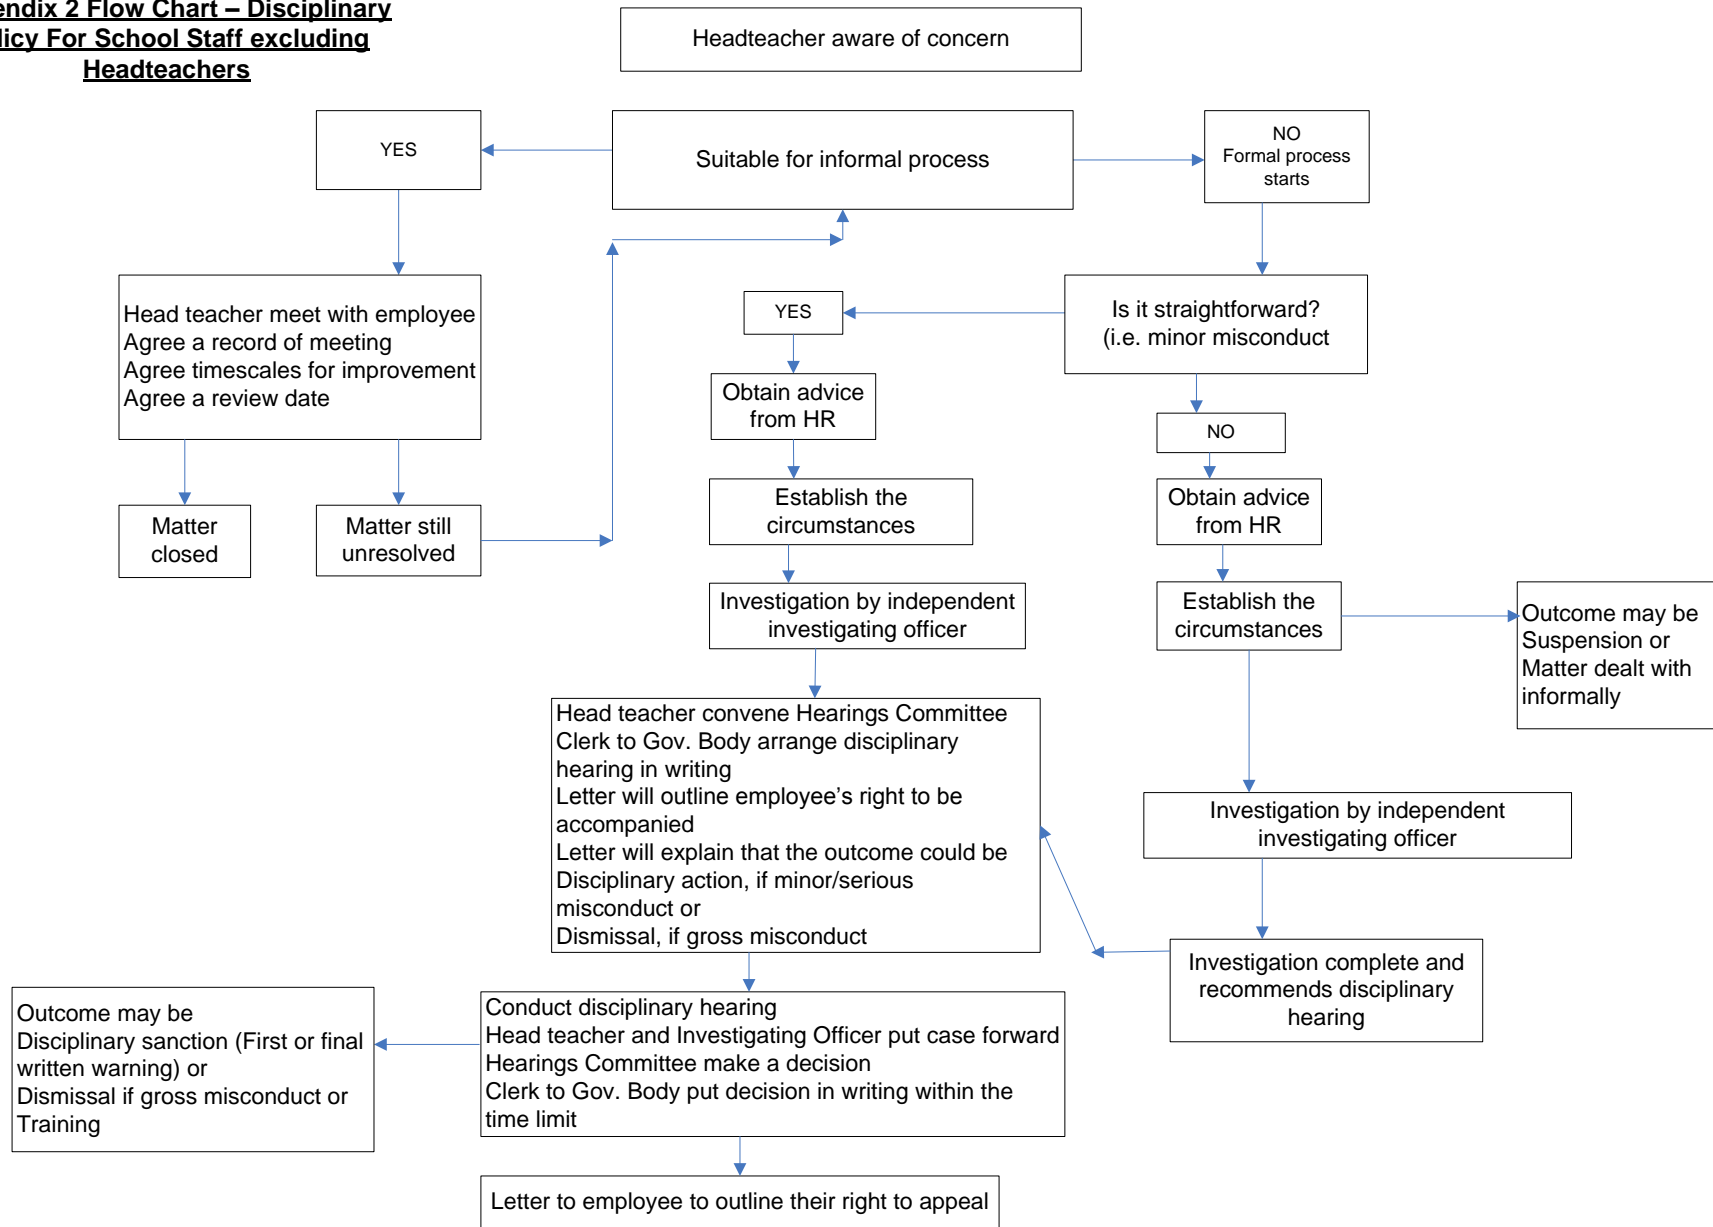 endix 2 Flow Chart – Disciplinary
licy For School Staff excluding
Headteachers
Headteacher aware of concern
YES
Suitable for informal process
NO
Formal process
starts
Head teacher meet with employee
Agree a record of meeting
Agree timescales for improvement
Agree a review date
YES
Is it straightforward?
(i.e. minor misconduct
Obtain advice
from HR
NO
Matter
closed
Matter still
unresolved
Establish the
circumstances
Obtain advice
from HR
Investigation by independent
investigating officer
Establish the
circumstances
Outcome may be
Suspension or
Matter dealt with
informally
Head teacher convene Hearings Committee
Clerk to Gov. Body arrange disciplinary
hearing in writing
Letter will outline employee’s right to be
accompanied
Letter will explain that the outcome could be
Disciplinary action, if minor/serious
misconduct or
Dismissal, if gross misconduct
Investigation by independent
investigating officer
Investigation complete and
recommends disciplinary
hearing
Outcome may be
Disciplinary sanction (First or final
written warning) or
Dismissal if gross misconduct or
Training
Conduct disciplinary hearing
Head teacher and Investigating Officer put case forward
Hearings Committee make a decision
Clerk to Gov. Body put decision in writing within the
time limit
Letter to employee to outline their right to appeal